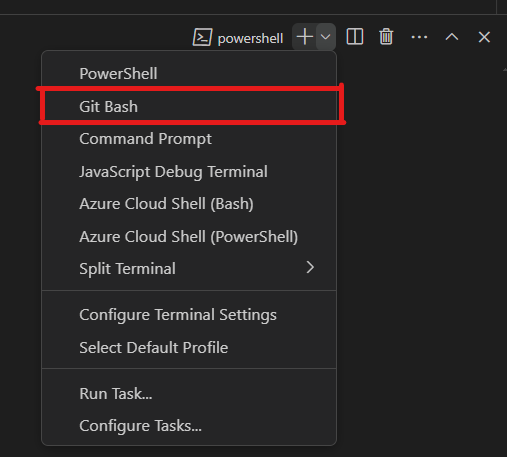 powershell
PowerShell
Git Bash
Command Prompt
JavaScript Debug Terminal
Azure Cloud Shell (Bash)
Azure Cloud Shell (PowerShell)
Split Terminal
Configure Terminal Settings
Select Default Profile
Run Task...
Configure Tasks...